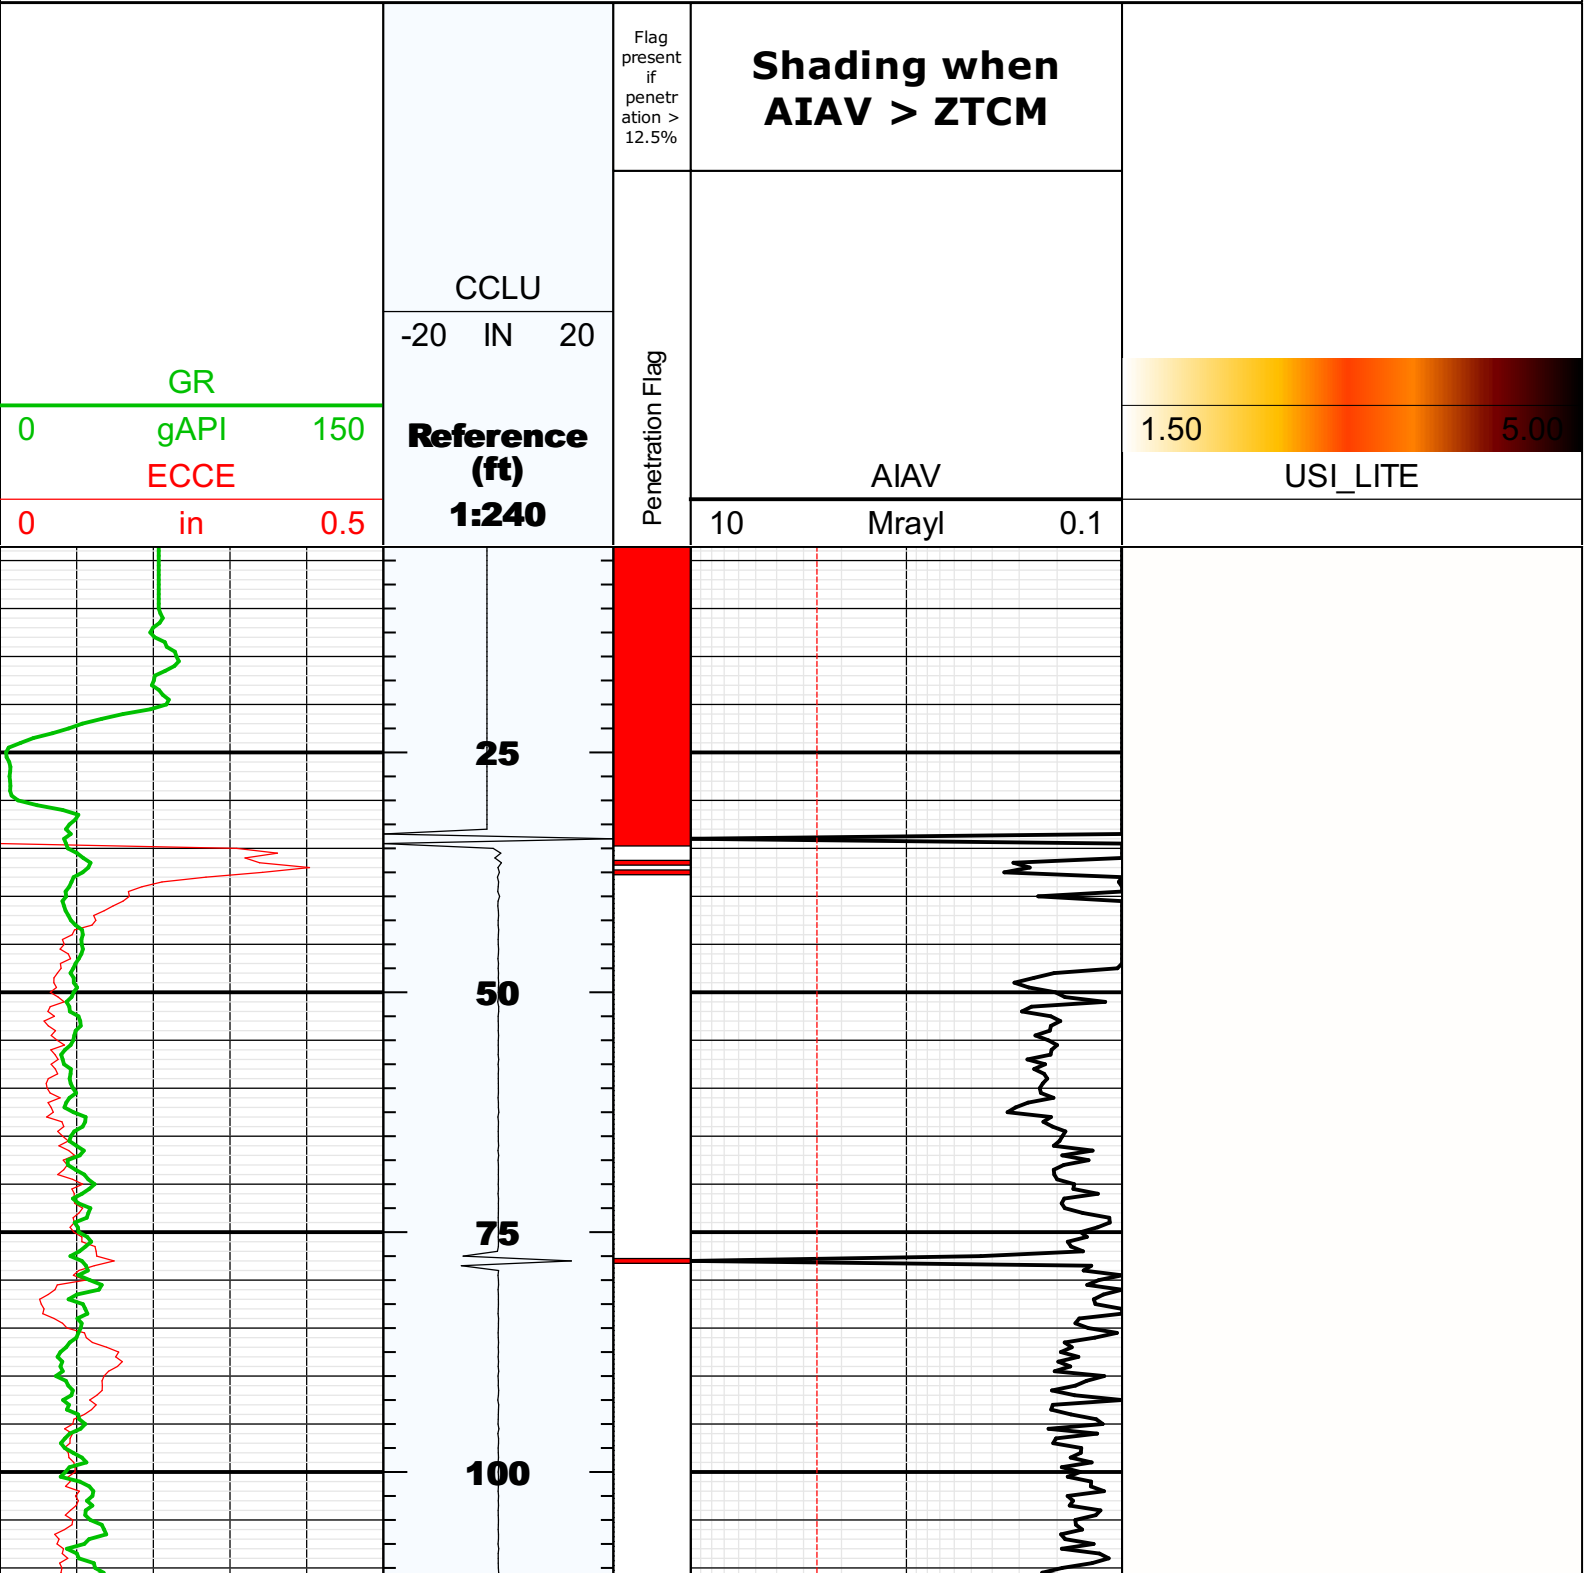 Flag
present
if
penetr
ation >
12.5%
Shading when
AIAV > ZTCM
CCLU
-20 IN 20
GR
0 gAPI 150
ECCE
0 in 0.5
Reference
(ft)
1:240
Penetration Flag
AIAV
10 Mrayl 0.1
1.50 5.00
USI_LITE
25
50
75
100